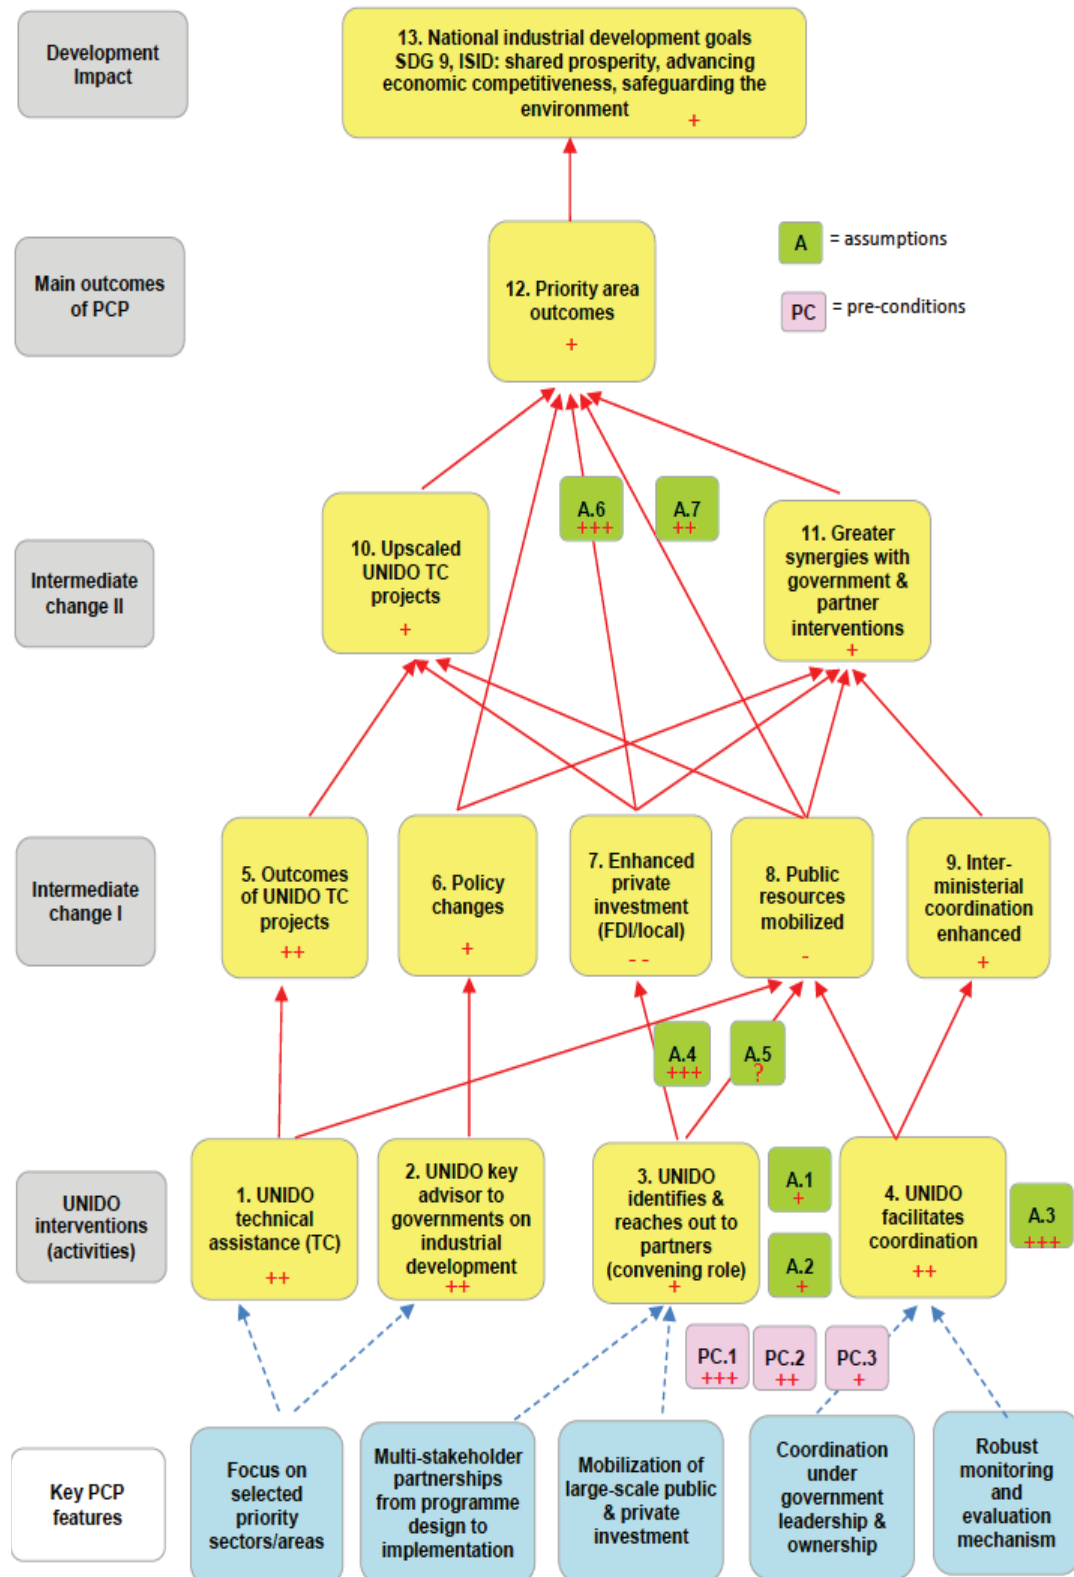 Development
Impact
13. National industrial development goals
SDG 9, ISID: shared prosperity, advancing
economic competitiveness, safeguarding the
environment
+
Main outcomes
of PCP
12. Priority area
outcomes
+
A
= assumptions
PC
= pre-conditions
Intermediate
change II
10. Upscaled
UNIDO TC
projects
+
A.6
+++
A.7
++
11. Greater
synergies with
government &
partner
interventions
+
Intermediate
change I
5. Outcomes
of UNIDO TC
projects
++
6. Policy
changes
+
7. Enhanced
private
investment
(FDI/local)
- -
8. Public
resources
mobilized
-
9. Inter-
ministerial
coordination
enhanced
+
A.4
+++
A.5
?
UNIDO
interventions
(activities)
1. UNIDO
technical
assistance (TC)
++
2. UNIDO key
advisor to
governments on
industrial
development
++
3. UNIDO
identifies &
reaches out to
partners
(convening role)
+
A.1
+
A.2
+
4. UNIDO
facilitates
coordination
++
A.3
+++
PC.1
+++
PC.2
++
PC.3
+
Key PCP
features
Focus on
selected
priority
sectors/areas
Multi-stakeholder
partnerships
from programme
design to
implementation
Mobilization of
large-scale public
& private
investment
Coordination
under
government
leadership &
ownership
Robust
monitoring
and
evaluation
mechanism